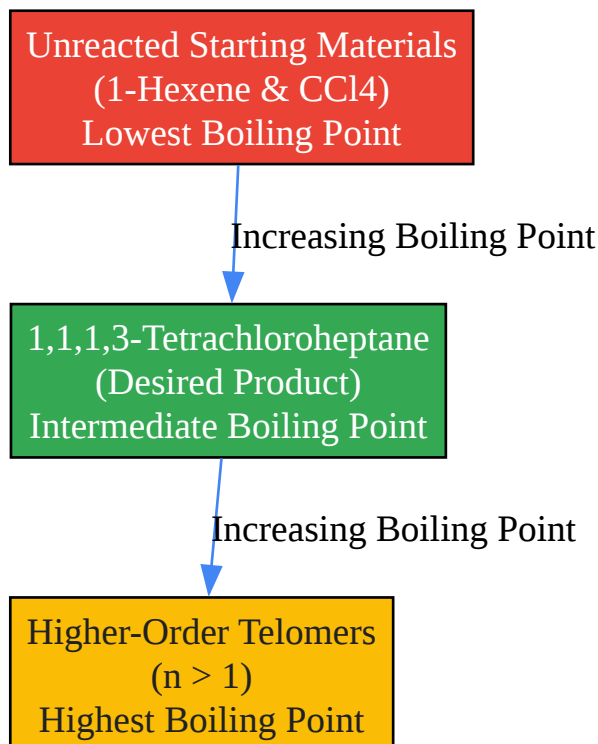 Unreacted Starting Materials
(1-Hexene & CCl4)
Lowest Boiling Point
Increasing Boiling Point
1,1,1,3-Tetrachloroheptane
(Desired Product)
Intermediate Boiling Point
Increasing Boiling Point
Higher-Order Telomers
(n > 1)
Highest Boiling Point